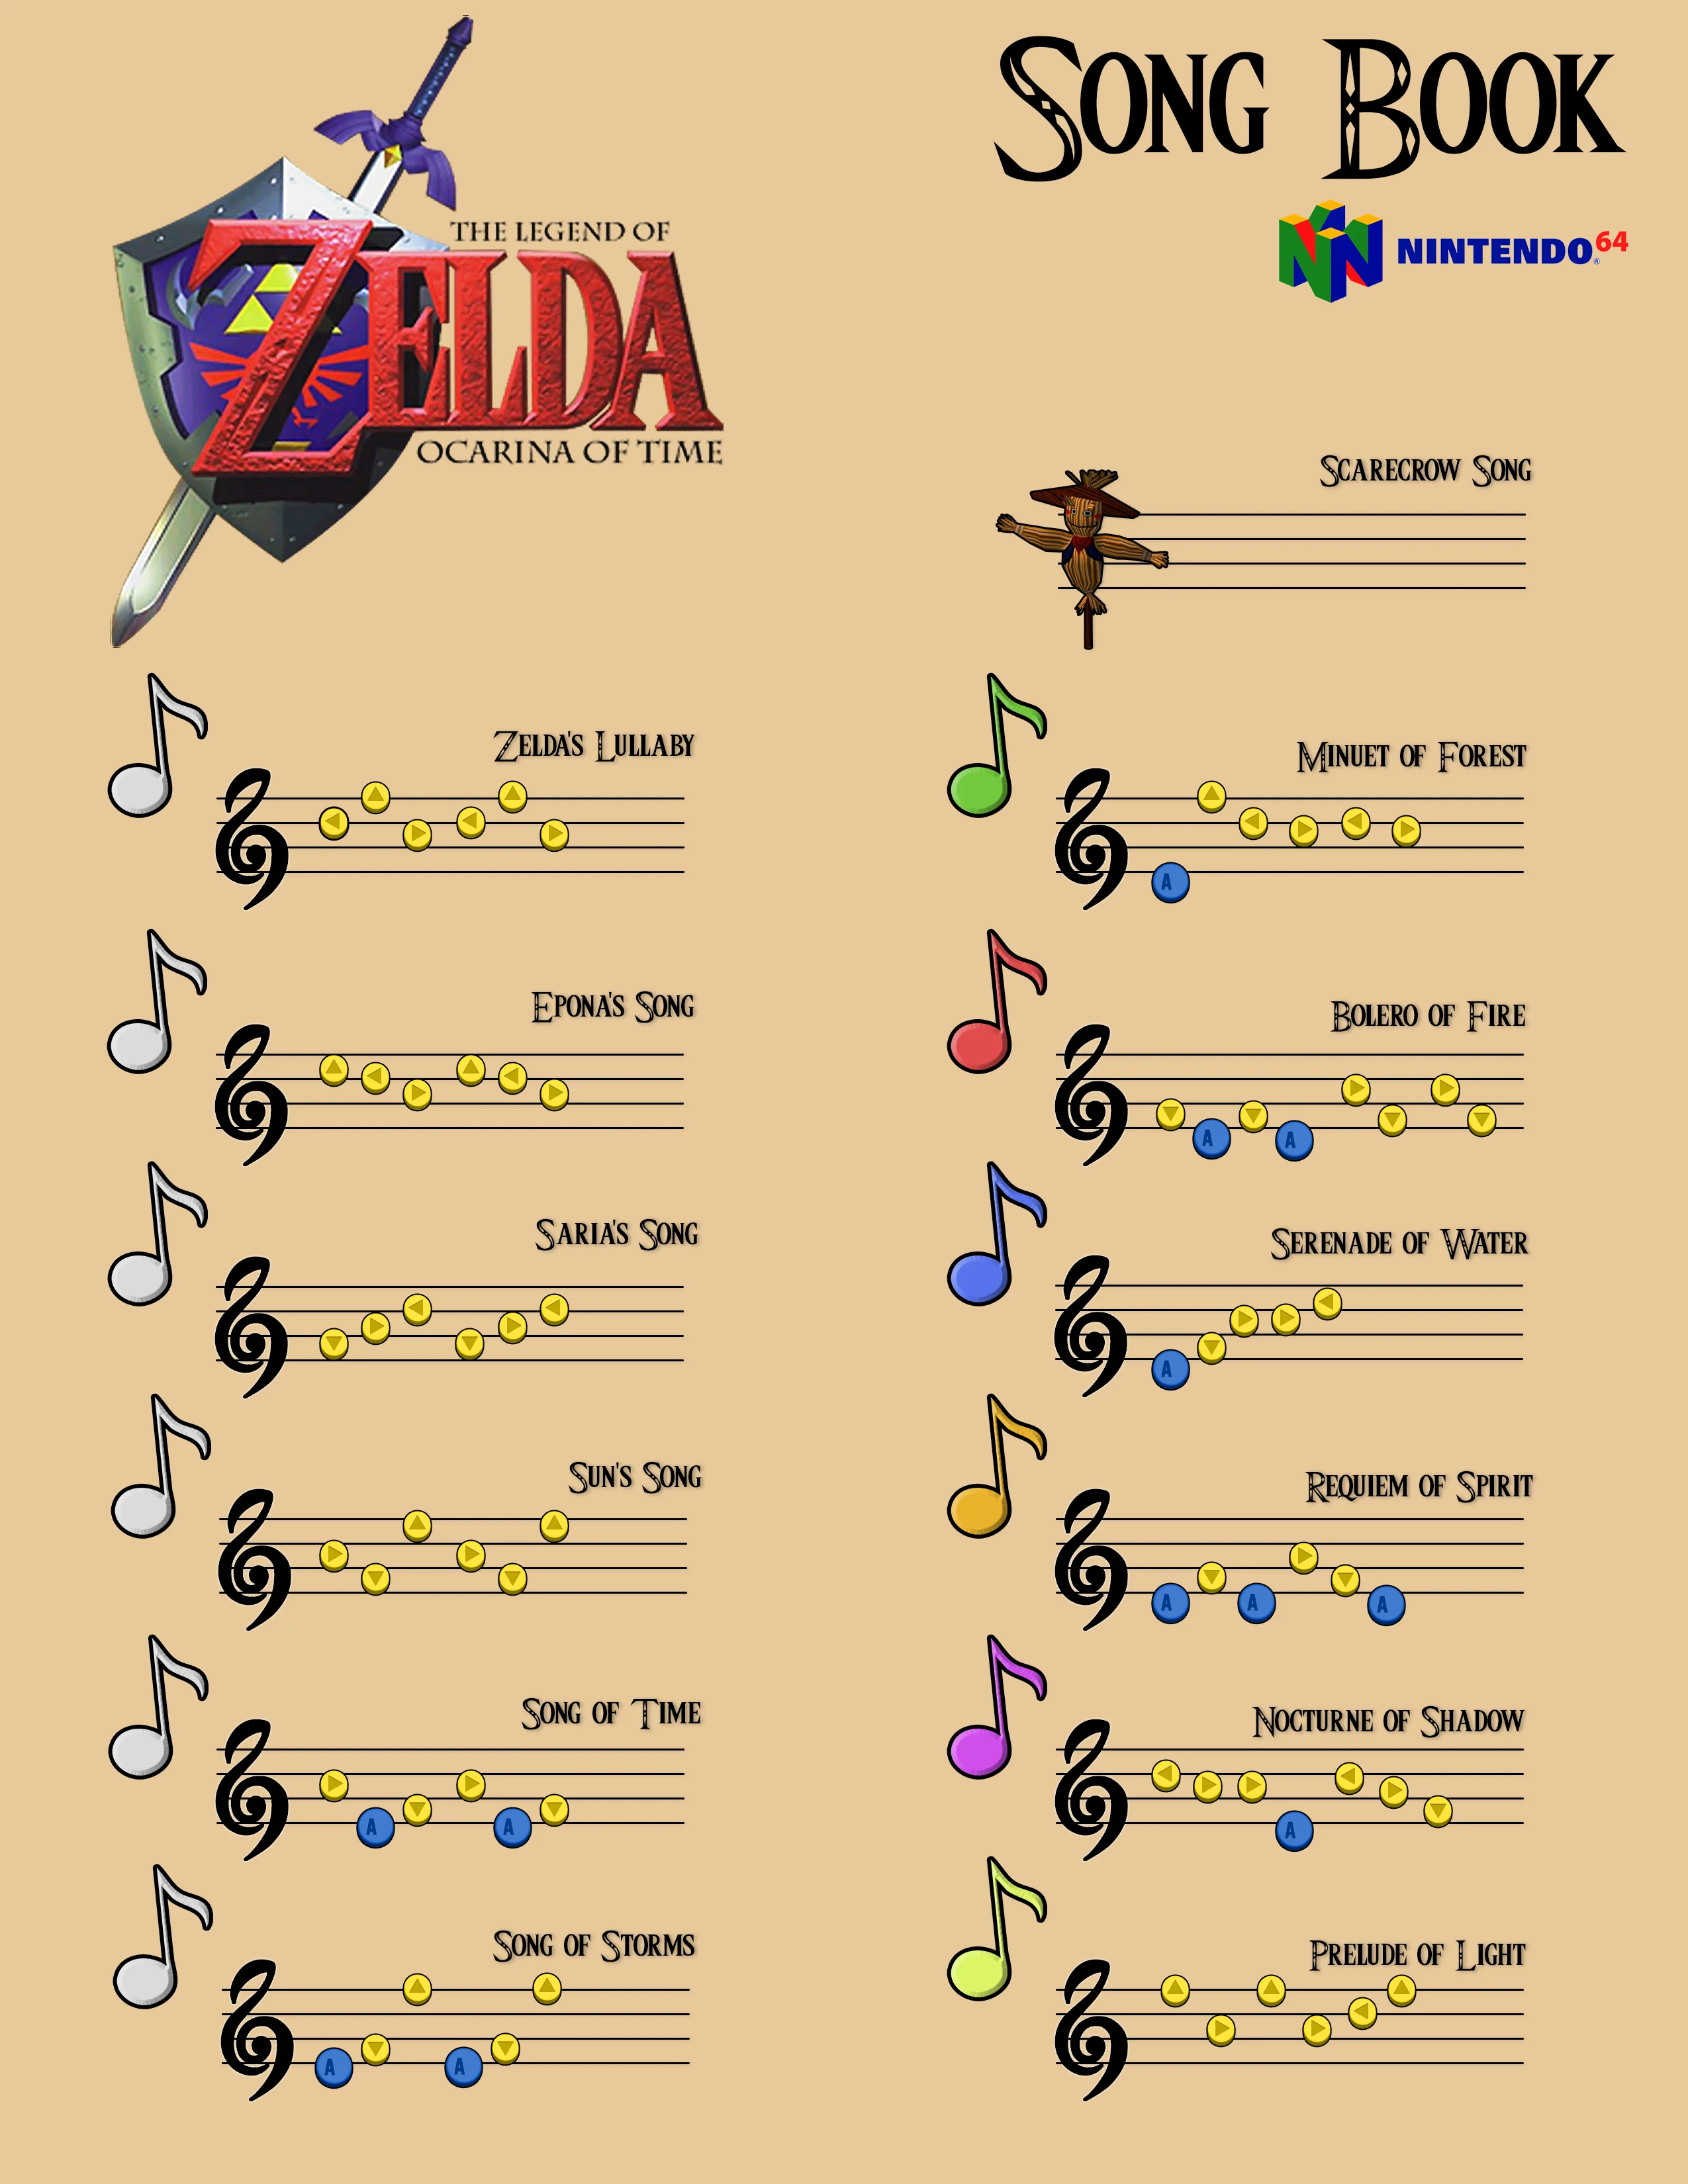 Song Book
NINTENDO 64
THE LEGEND OF
ZELDA
OCARINA OF TIME
Scarecrow Song
Zelda's Lullaby
Minuet of Forest
A
Epona's Song
Bolero of Fire
A A
Saria's Song
Serenade of Water
A
Sun's Song
Requiem of Spirit
A A A
Song of Time
A A
Nocturne of Shadow
A
Song of Storms
A A
Prelude of Light